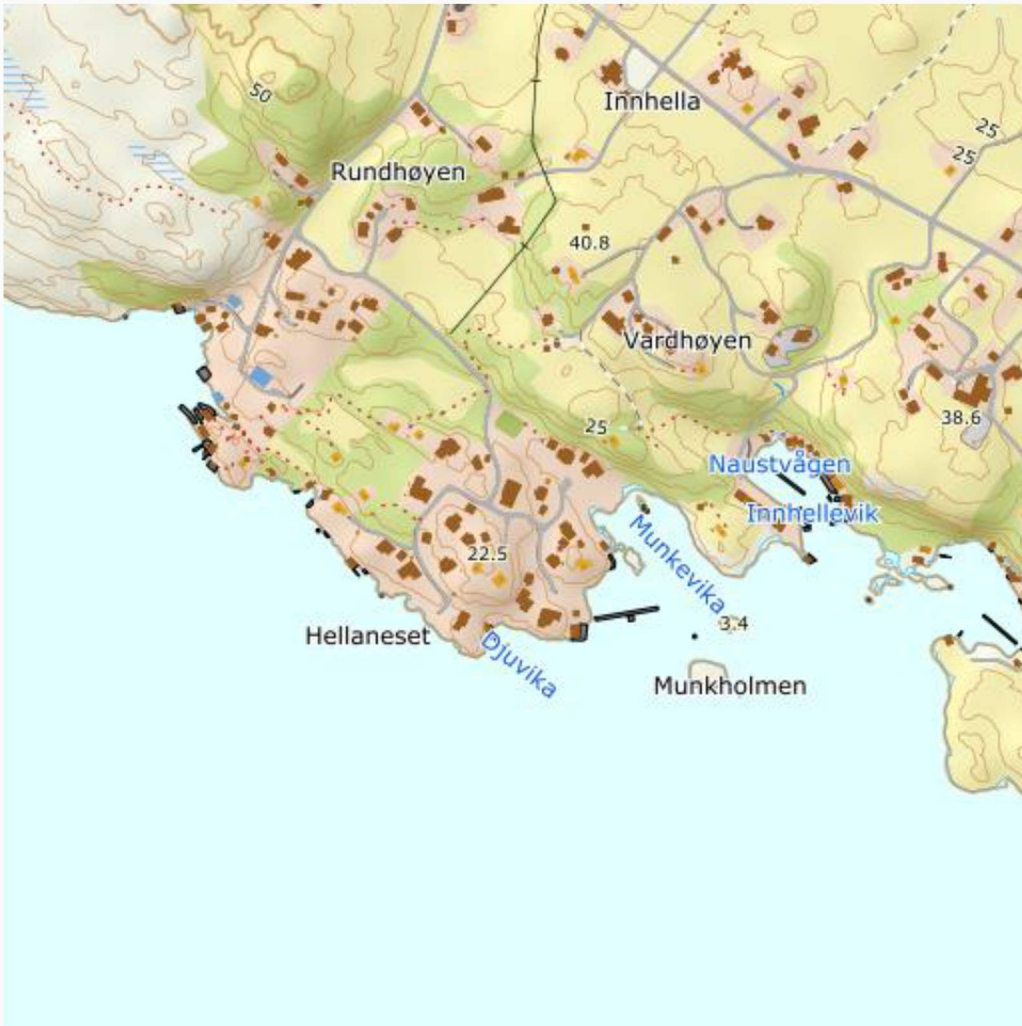 50
Innhella
25
25
Rundhøyen
40.8
Vardhøyen
25
38.6
Naustvågen
Innhellevik
22.5
Munkevika
3.4
Hellaneset
Djuvika
Munkholmen